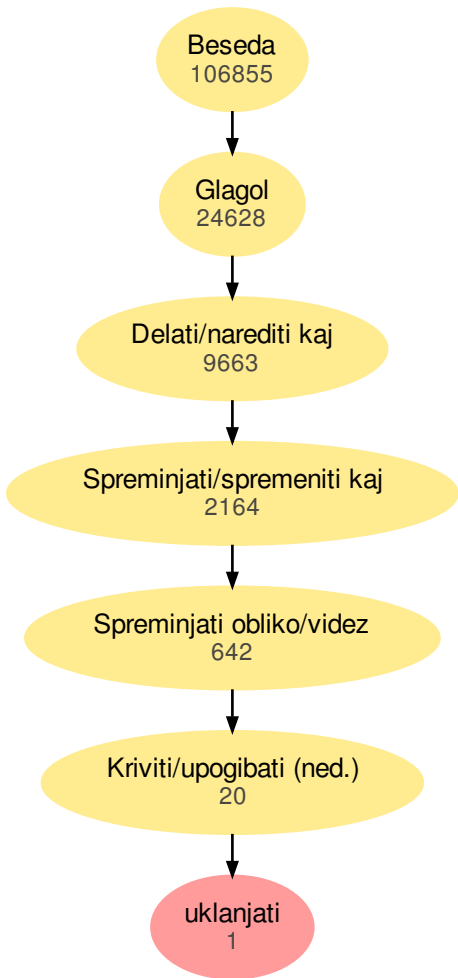 Beseda
106855
Glagol
24628
Delati/narediti kaj
9663
Spreminjati/spremeniti kaj
2164
Spreminjati obliko/videz
642
Kriviti/upogibati (ned.)
20
uklanjati
1